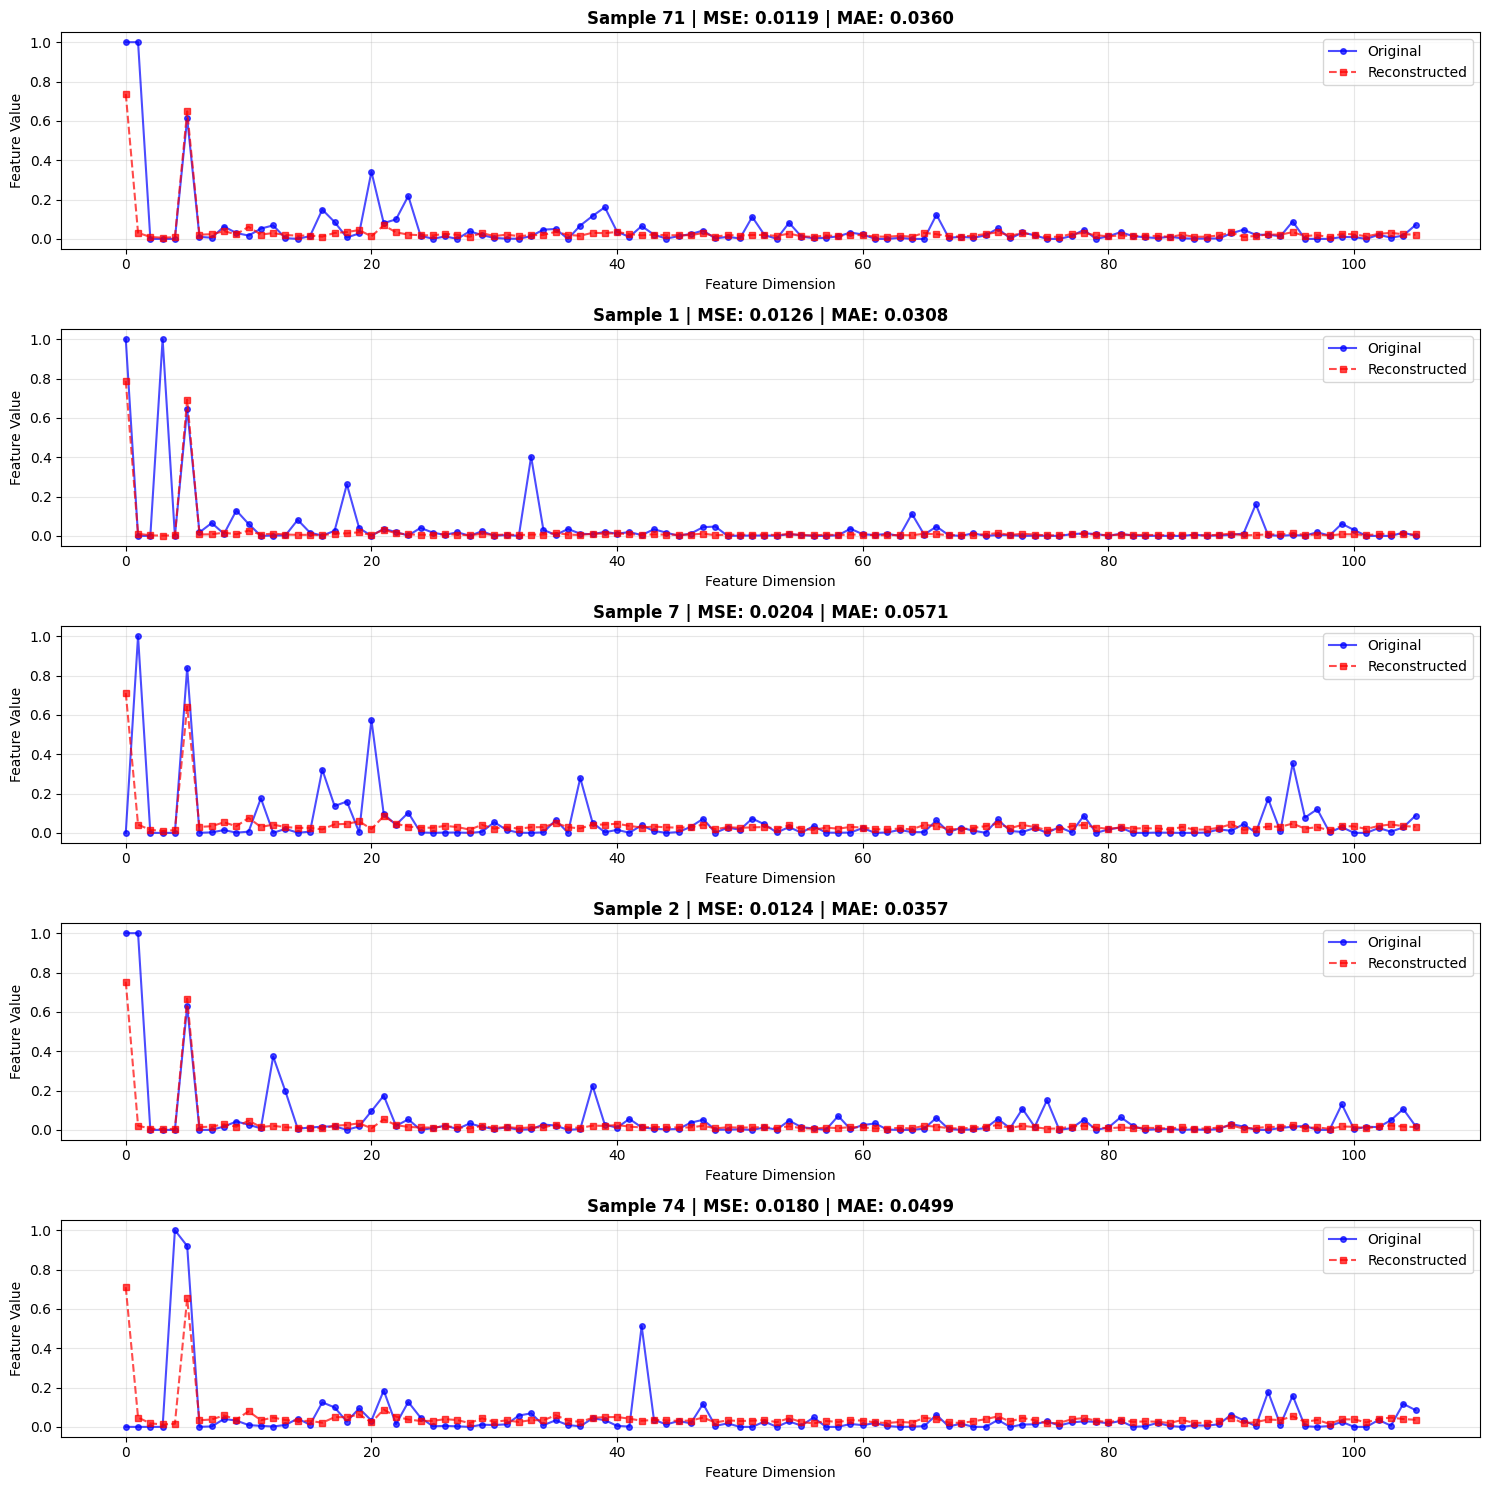 Sample 71 | MSE: 0.0119 | MAE: 0.0360
1.0
0.8
0.6
0.4
0.2
0.0
Feature Value
Original
Reconstructed
0 20 40 60 80 100
Feature Dimension
Sample 1 | MSE: 0.0126 | MAE: 0.0308
1.0
0.8
0.6
0.4
0.2
0.0
Feature Value
Original
Reconstructed
0 20 40 60 80 100
Feature Dimension
Sample 7 | MSE: 0.0204 | MAE: 0.0571
1.0
0.8
0.6
0.4
0.2
0.0
Feature Value
Original
Reconstructed
0 20 40 60 80 100
Feature Dimension
Sample 2 | MSE: 0.0124 | MAE: 0.0357
1.0
0.8
0.6
0.4
0.2
0.0
Feature Value
Original
Reconstructed
0 20 40 60 80 100
Feature Dimension
Sample 74 | MSE: 0.0180 | MAE: 0.0499
1.0
0.8
0.6
0.4
0.2
0.0
Feature Value
Original
Reconstructed
0 20 40 60 80 100
Feature Dimension